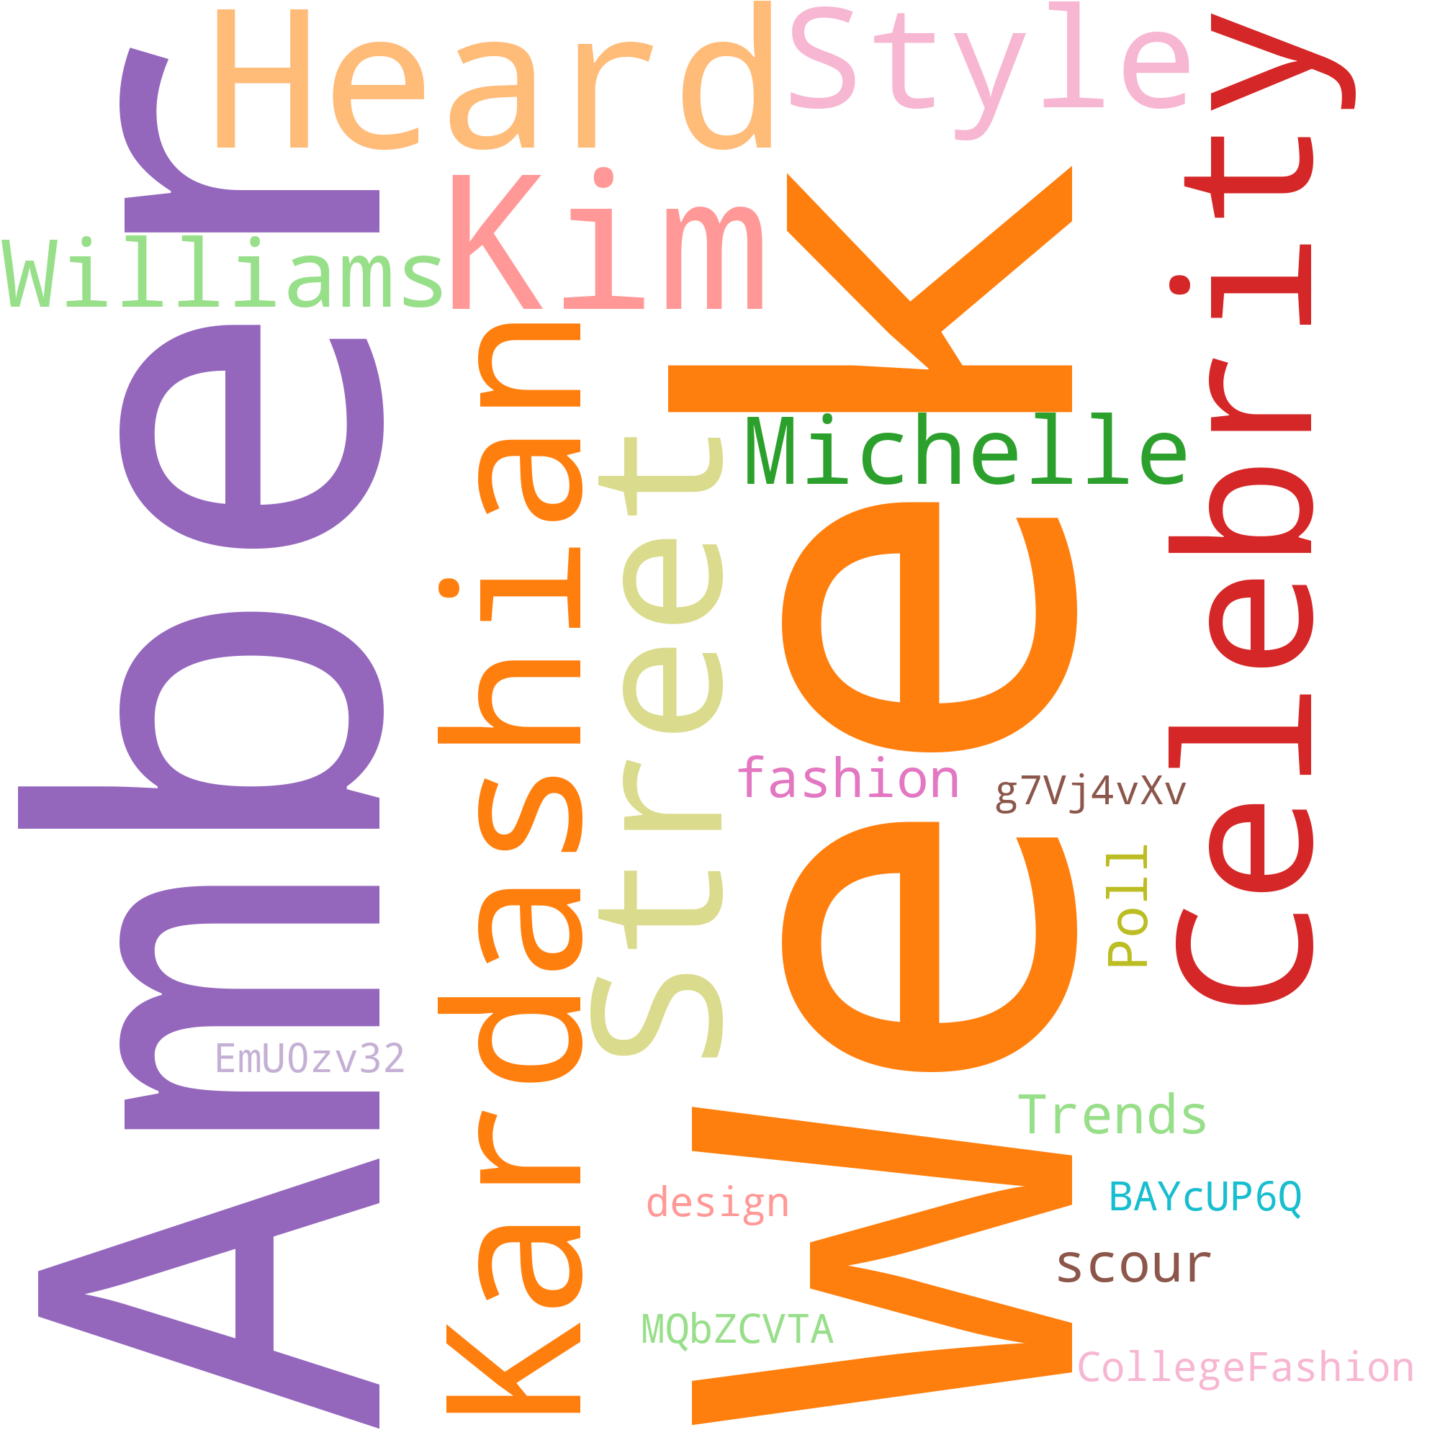 Heard
Style
Celebrity
Amber
Kim
Williams
Week
Kardashian
Michelle
Street
fashion
g7Vj4vXv
Poll
EmUOzv32
Trends
design
BAYcUP6Q
scour
MQbZCVTA
CollegeFashion